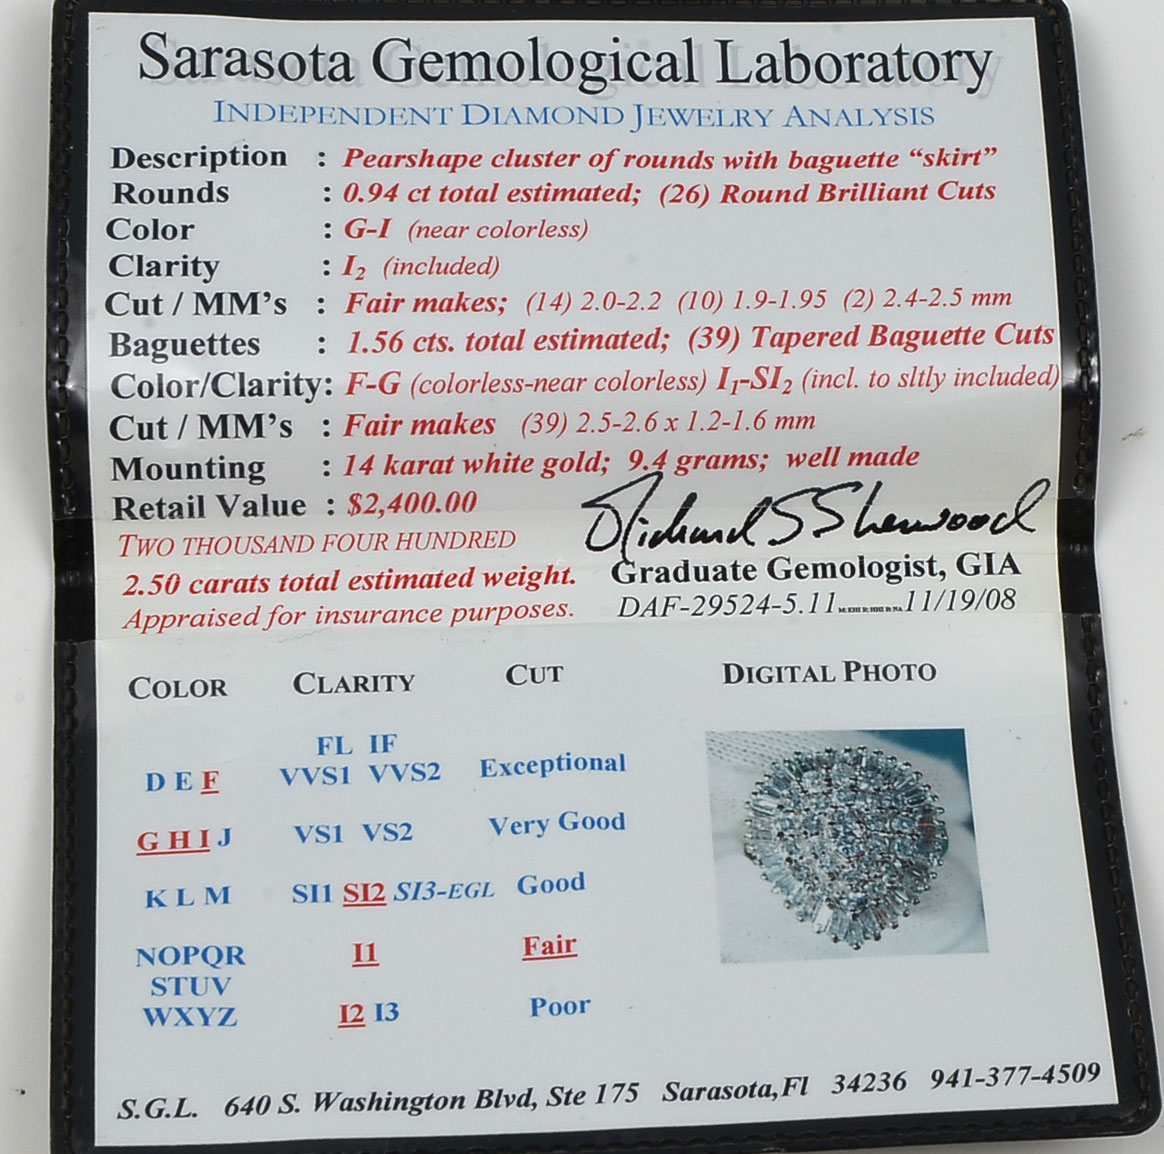 Sarasota Gemological Laboratory
INDEPENDENT DIAMOND JEWELRY ANALYSIS
Description : Pearshape cluster of rounds with baguette “skirt”
Rounds : 0.94 ct total estimated; (26) Round Brilliant Cuts
Color : G-I (near colorless)
Clarity : I2 (included)
Cut / MM’s : Fair makes; (14) 2.0-2.2 (10) 1.9-1.95 (2) 2.4-2.5 mm
Baguettes : 1.56 cts. total estimated; (39) Tapered Baguette Cuts
Color/Clarity: F-G (colorless-near colorless) I1-SI2 (incl. to sltly included)
Cut / MM’s : Fair makes (39) 2.5-2.6 x 1.2-1.6 mm
Mounting : 14 karat white gold; 9.4 grams; well made
Retail Value : $2,400.00
Richard S Sherwood
TWO THOUSAND FOUR HUNDRED
2.50 carats total estimated weight.
Graduate Gemologist, GIA
Appraised for insurance purposes.
DAF-29524-5.11 11/19/08
COLOR CLARITY CUT DIGITAL PHOTO
FL IF
D E F VVS1 VVS2 Exceptional
G H I J VS1 VS2 Very Good
K L M SI1 SI2 SI3-EGL Good
NOPQR I1 Fair
STUV
WXYZ I2 I3 Poor
S.G.L. 640 S. Washington Blvd, Ste 175 Sarasota,Fl 34236 941-377-4509